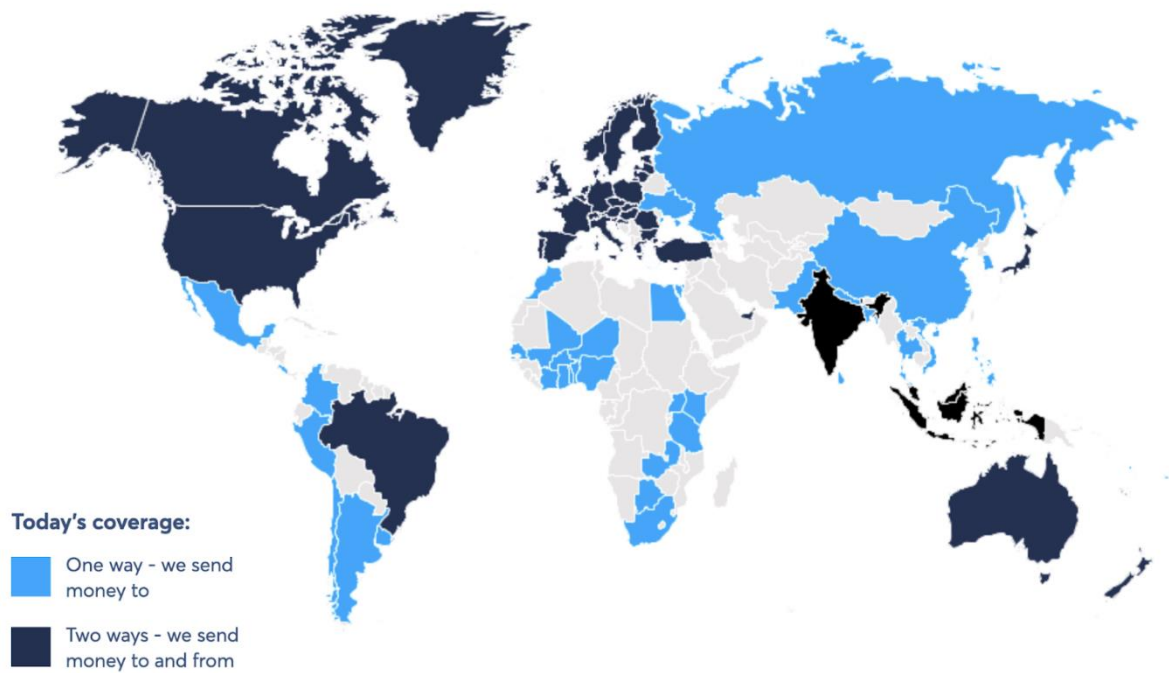 Today's coverage:
One way - we send
money to
Two ways - we send
money to and from